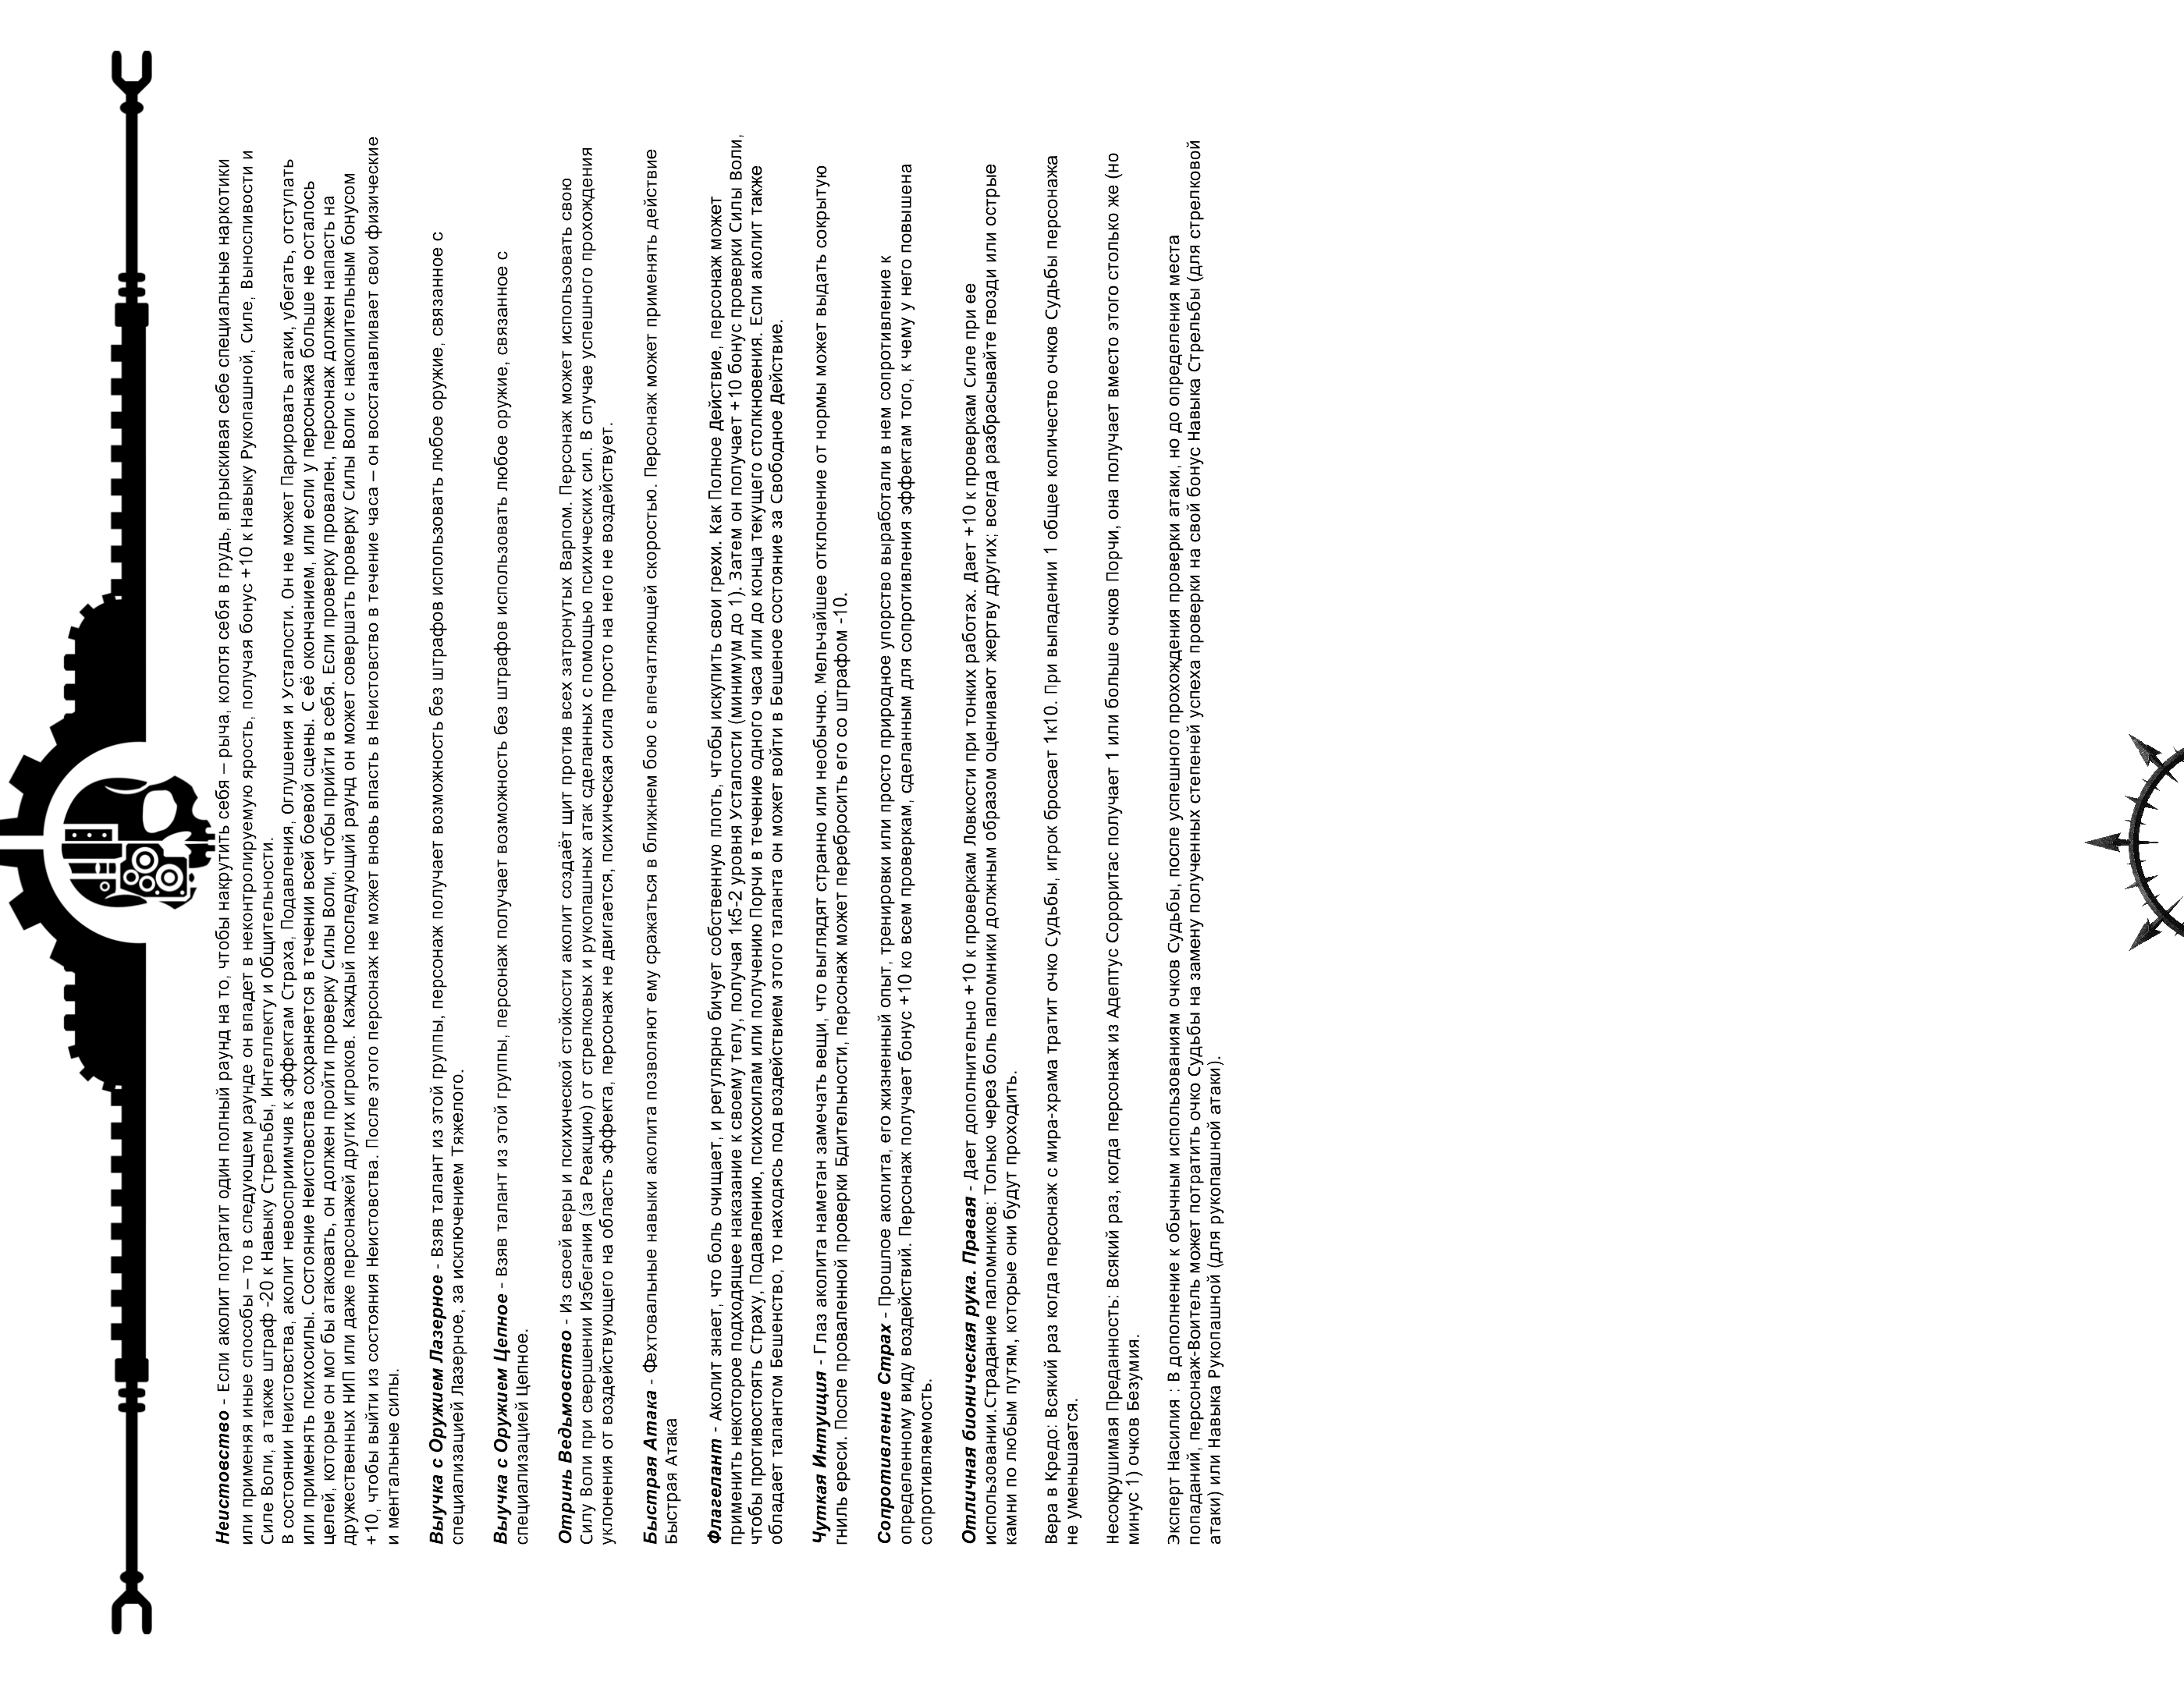 Неистовство - Если аколит потратит один полный раунд на то, чтобы накрутить себя – рыча, колотя себя в грудь, впрыскивая себе специальные наркотики
или применяя иные способы – то в следующем раунде он впадет в неконтролируемую ярость, получая бонус +10 к Навыку Рукопашной, Силе, Выносливости и
Силе Воли, а также штраф -20 к Навыку Стрельбы, Интеллекту и Общительности.
В состоянии Неистовства, аколит невосприимчив к эффектам Страха, Подавления, Оглушения и Усталости. Он не может Парировать атаки, убегать, отступать
или применять психосилы. Состояние Неистовства сохраняется в течении всей боевой сцены. С её окончанием, или если у персонажа больше не осталось
целей, которые он мог бы атаковать, он должен пройти проверку Силы Воли, чтобы прийти в себя. Если проверку провален, персонаж должен напасть на
дружественных НИП или даже персонажей других игроков. Каждый последующий раунд он может совершать проверку Силы Воли с накопительным бонусом
+10, чтобы выйти из состояния Неистовства. После этого персонаж не может вновь впасть в Неистовство в течение часа – он восстанавливает свои физические
и ментальные силы.
Выучка с Оружием Лазерное - Взяв талант из этой группы, персонаж получает возможность без штрафов использовать любое оружие, связанное с
специализацией Лазерное, за исключением Тяжелого.
Выучка с Оружием Цепное - Взяв талант из этой группы, персонаж получает возможность без штрафов использовать любое оружие, связанное с
специализацией Цепное.
Отринь Ведьмовство - Из своей веры и психической стойкости аколит создаёт щит против всех затронутых Варпом. Персонаж может использовать свою
Силу Воли при свершении Избегания (за Реакцию) от стрелковых и рукопашных атак сделанных с помощью психических сил. В случае успешного прохождения
уклонения от воздействующего на область эффекта, персонаж не двигается, психическая сила просто на него не воздействует.
Быстрая Атака - Фехтовальные навыки аколита позволяют ему сражаться в ближнем бою с впечатляющей скоростью. Персонаж может применять действие
Быстрая Атака
Флагелант - Аколит знает, что боль очищает, и регулярно бичует собственную плоть, чтобы искупить свои грехи. Как Полное Действие, персонаж может
применить некоторое подходящее наказание к своему телу, получая 1к5-2 уровня Усталости (минимум до 1). Затем он получает +10 бонус проверки Силы Воли,
чтобы противостоять Страху, Подавлению, психосилам или получению Порчи в течение одного часа или до конца текущего столкновения. Если аколит также
обладает талантом Бешенство, то находясь под воздействием этого таланта он может войти в Бешеное состояние за Свободное Действие.
Чуткая Интуиция - Глаз аколита наметан замечать вещи, что выглядят странно или необычно. Мельчайшее отклонение от нормы может выдать сокрытую
гниль ереси. После проваленной проверки Бдительности, персонаж может перебросить его со штрафом -10.
Сопротивление Страх - Прошлое аколита, его жизненный опыт, тренировки или просто природное упорство выработали в нем сопротивление к
определенному виду воздействий. Персонаж получает бонус +10 ко всем проверкам, сделанным для сопротивления эффектам того, к чему у него повышена
сопротивляемость.
Отличная бионическая рука. Правая - Дает дополнительно +10 к проверкам Ловкости при тонких работах. Дает +10 к проверкам Силе при ее
использовании.Страдание паломников: Только через боль паломники должным образом оценивают жертву других; всегда разбрасывайте гвозди или острые
камни по любым путям, которые они будут проходить.
Вера в Кредо: Всякий раз когда персонаж с мира-храма тратит очко Судьбы, игрок бросает 1к10. При выпадении 1 общее количество очков Судьбы персонажа
не уменьшается.
Несокрушимая Преданность: Всякий раз, когда персонаж из Адептус Сороритас получает 1 или больше очков Порчи, она получает вместо этого столько же (но
минус 1) очков Безумия.
Эксперт Насилия : В дополнение к обычным использованиям очков Судьбы, после успешного прохождения проверки атаки, но до определения места
попаданий, персонаж-Воитель может потратить очко Судьбы на замену полученных степеней успеха проверки на свой бонус Навыка Стрельбы (для стрелковой
атаки) или Навыка Рукопашной (для рукопашной атаки).